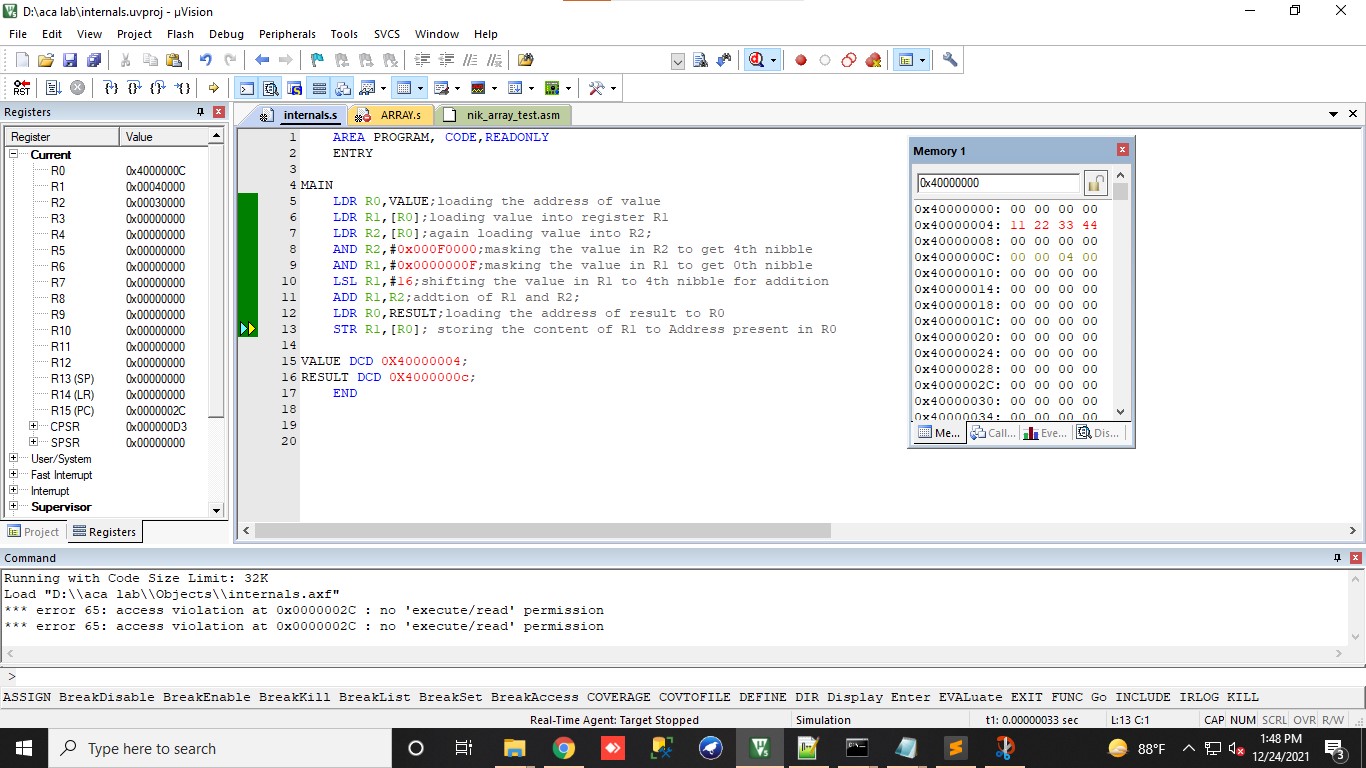 D:\aca lab\internals.uvproj - µVision
File Edit View Project Flash Debug Peripherals Tools SVCS Window Help
RST
Registers
Register Value
Current
R0 0x4000000C
R1 0x00040000
R2 0x00030000
R3 0x00000000
R4 0x00000000
R5 0x00000000
R6 0x00000000
R7 0x00000000
R8 0x00000000
R9 0x00000000
R10 0x00000000
R11 0x00000000
R12 0x00000000
R13 (SP) 0x00000000
R14 (LR) 0x00000000
R15 (PC) 0x0000002C
CPSR 0x000000D3
SPSR 0x00000000
User/System
Fast Interrupt
Interrupt
Supervisor
Project Registers
internals.s ARRAY.s nik_array_test.asm
1 AREA PROGRAM, CODE,READONLY
2 ENTRY
3
4 MAIN
5 LDR R0,VALUE;loading the address of value
6 LDR R1,[R0];loading value into register R1
7 LDR R2,[R0];again loading value into R2;
8 AND R2,#0x000F0000;masking the value in R2 to get 4th nibble
9 AND R1,#0x0000000F;masking the value in R1 to get 0th nibble
10 LSL R1,#16;shifting the value in R1 to 4th nibble for addition
11 ADD R1,R2;addtion of R1 and R2;
12 LDR R0,RESULT;loading the address of result to R0
13 STR R1,[R0]; storing the content of R1 to Address present in R0
14
15 VALUE DCD 0X40000004;
16 RESULT DCD 0X4000000c;
17 END
18
19
20
Memory 1
0x40000000
0x40000000: 00 00 00 00
0x40000004: 11 22 33 44
0x40000008: 00 00 00 00
0x4000000C: 00 00 04 00
0x40000010: 00 00 00 00
0x40000014: 00 00 00 00
0x40000018: 00 00 00 00
0x4000001C: 00 00 00 00
0x40000020: 00 00 00 00
0x40000024: 00 00 00 00
0x40000028: 00 00 00 00
0x4000002C: 00 00 00 00
0x40000030: 00 00 00 00
0x40000034: 00 00 00 00
Me... Call... Eve... Dis...
Command
Running with Code Size Limit: 32K
Load "D:\\aca lab\\Objects\\internals.axf"
*** error 65: access violation at 0x0000002C : no 'execute/read' permission
*** error 65: access violation at 0x0000002C : no 'execute/read' permission
>
ASSIGN BreakDisable BreakEnable BreakKill BreakList BreakSet BreakAccess COVERAGE COVTOFILE DEFINE DIR Display Enter EVALuate EXIT FUNC Go INCLUDE IRLOG KILL
Real-Time Agent: Target Stopped Simulation t1: 0.00000033 sec L:13 C:1 CAP NUM SCRL OVR R/W
Type here to search
88°F
1:48 PM
12/24/2021
3